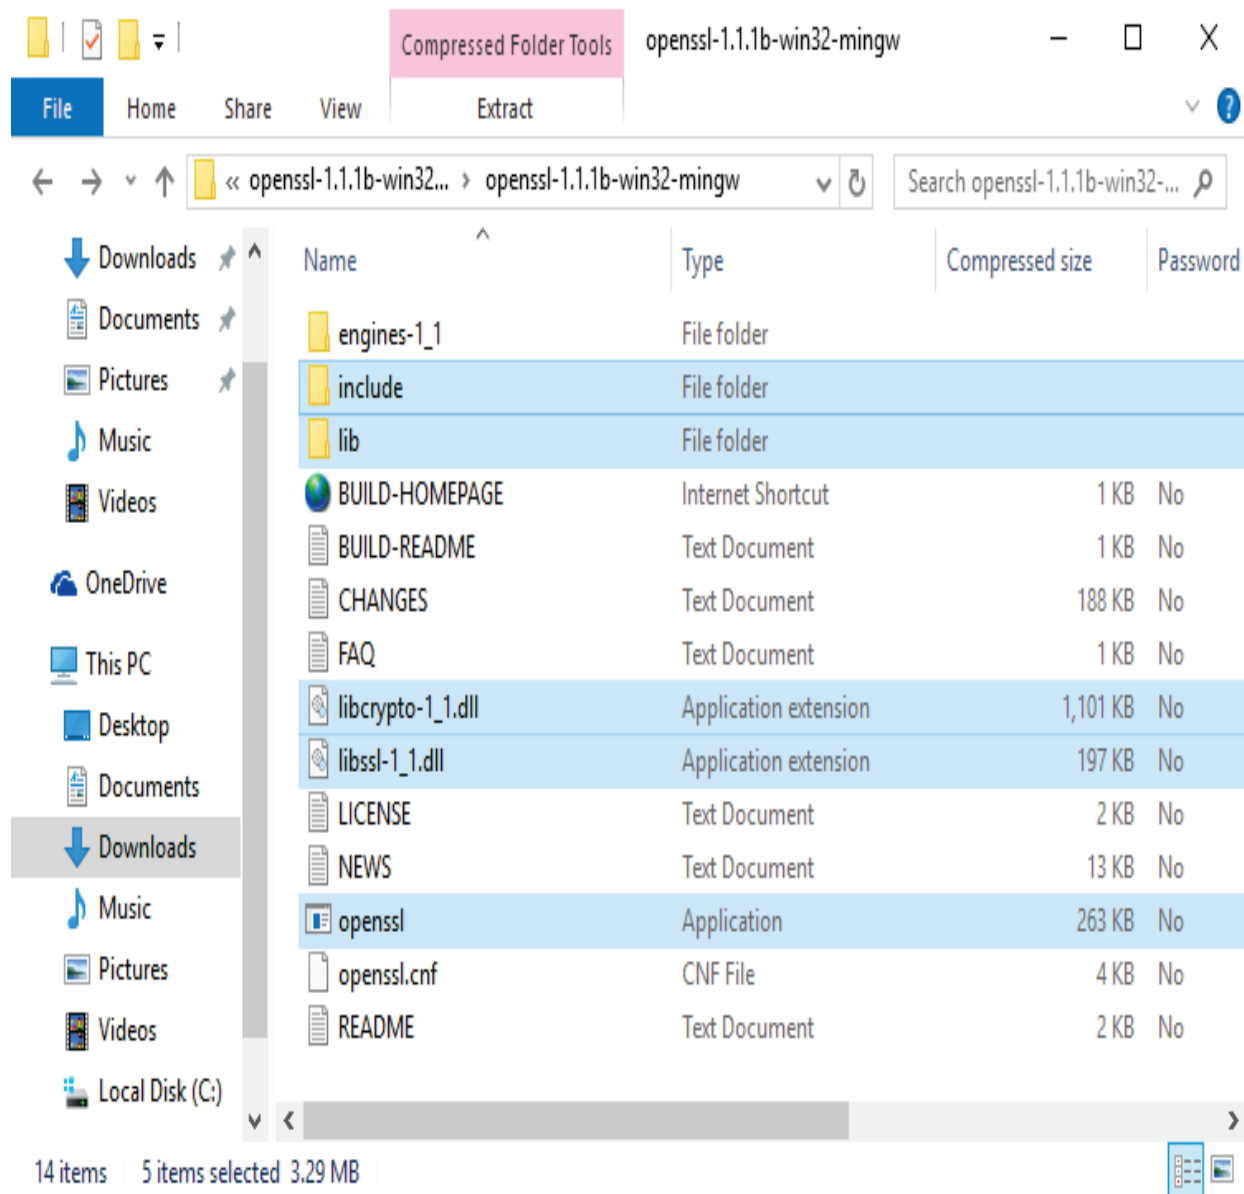 Compressed Folder Tools openssl-1.1.1b-win32-mingw
File Home Share View Extract
« openssl-1.1.1b-win32... › openssl-1.1.1b-win32-mingw Search openssl-1.1.1b-win32-...
Downloads
Documents
Pictures
Music
Videos
OneDrive
This PC
Desktop
Documents
Downloads
Music
Pictures
Videos
Local Disk (C:)
Name Type Compressed size Password
engines-1_1 File folder
include File folder
lib File folder
BUILD-HOMEPAGE Internet Shortcut 1 KB No
BUILD-README Text Document 1 KB No
CHANGES Text Document 188 KB No
FAQ Text Document 1 KB No
libcrypto-1_1.dll Application extension 1,101 KB No
libssl-1_1.dll Application extension 197 KB No
LICENSE Text Document 2 KB No
NEWS Text Document 13 KB No
openssl Application 263 KB No
openssl.cnf CNF File 4 KB No
README Text Document 2 KB No
14 items 5 items selected 3.29 MB